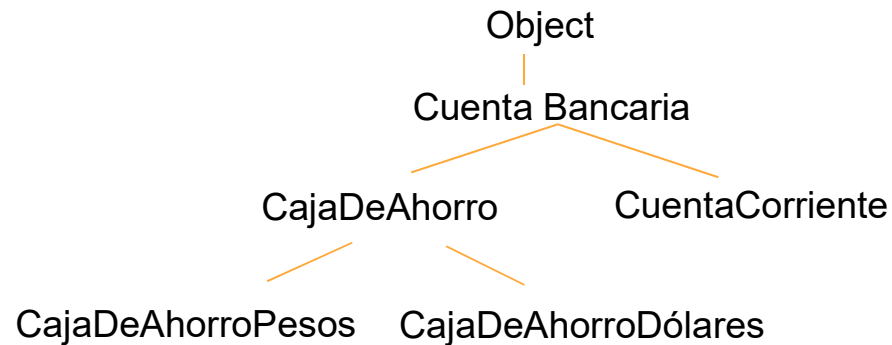 Object
Cuenta Bancaria
CajaDeAhorro
CuentaCorriente
CajaDeAhorroPesos
CajaDeAhorroDólares